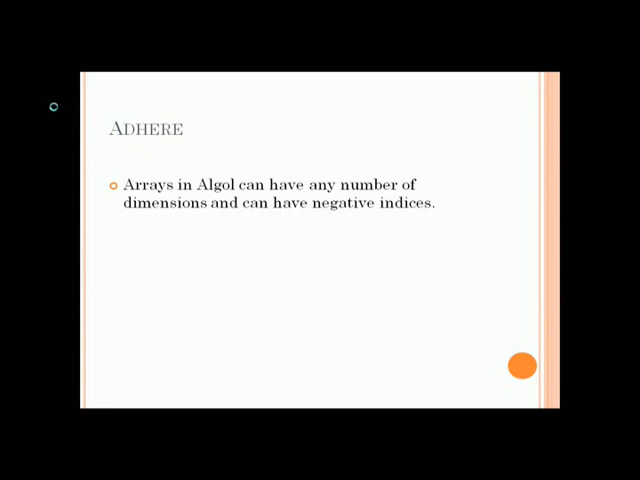 ADHERE
Arrays in Algol can have any number of
dimensions and can have negative indices.